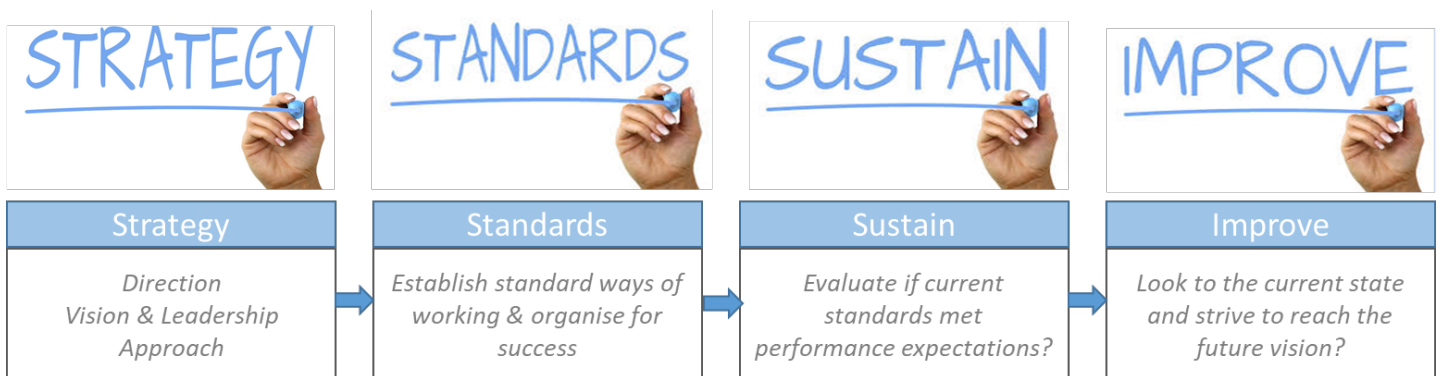 STRATEGY
STANDARDS
SUSTAIN
IMPROVE
Strategy
Direction
Vision & Leadership
Approach
Standards
Establish standard ways of
working & organise for
success
Sustain
Evaluate if current
standards met
performance expectations?
Improve
Look to the current state
and strive to reach the
future vision?